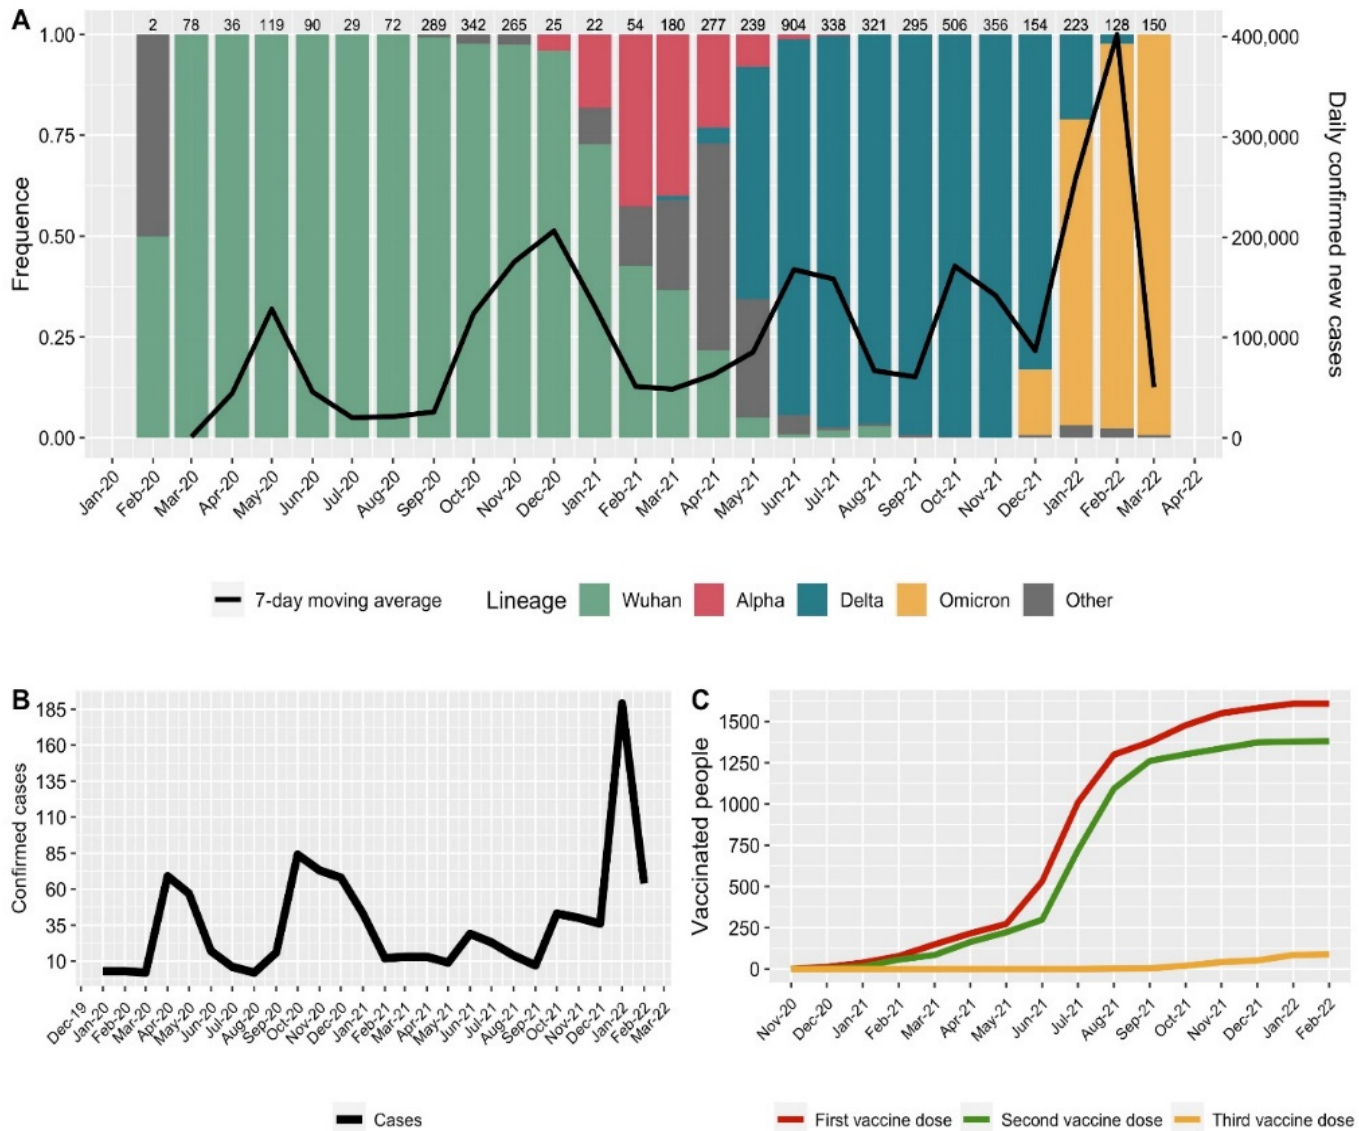 A
2 78 36 119 90 29 72 289 342 265 25 22 54 180 277 239 904 338 321 295 506 356 154 223 128 150
1.00
0.75
0.50
0.25
0.00
Frequence
400,000
300,000
200,000
100,000
0
Daily confirmed new cases
Jan-20 Feb-20 Mar-20 Apr-20 May-20 Jun-20 Jul-20 Aug-20 Sep-20 Oct-20 Nov-20 Dec-20 Jan-21 Feb-21 Mar-21 Apr-21 May-21 Jun-21 Jul-21 Aug-21 Sep-21 Oct-21 Nov-21 Dec-21 Jan-22 Feb-22 Mar-22 Apr-22
7-day moving average Lineage Wuhan Alpha Delta Omicron Other
B
185
160
135
110
85
60
35
10
Confirmed cases
Dec-19 Jan-20 Feb-20 Mar-20 Apr-20 May-20 Jun-20 Jul-20 Aug-20 Sep-20 Oct-20 Nov-20 Dec-20 Jan-21 Feb-21 Mar-21 Apr-21 May-21 Jun-21 Jul-21 Aug-21 Sep-21 Oct-21 Nov-21 Dec-21 Jan-22 Feb-22 Mar-22
Cases
C
1500
1250
1000
750
500
250
0
Vaccinated people
Nov-20 Dec-20 Jan-21 Feb-21 Mar-21 Apr-21 May-21 Jun-21 Jul-21 Aug-21 Sep-21 Oct-21 Nov-21 Dec-21 Jan-22 Feb-22
First vaccine dose Second vaccine dose Third vaccine dose